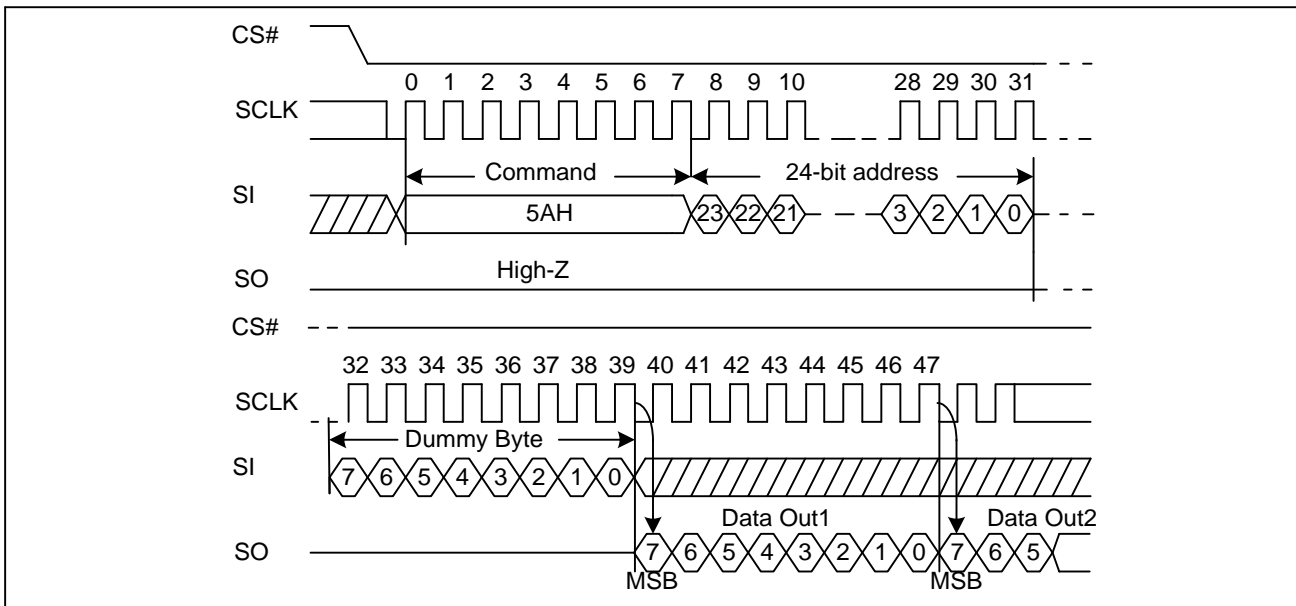 CS#
0 1 2 3 4 5 6 7 8 9 10 28 29 30 31
SCLK
Command 24-bit address
SI
5AH 23 22 21 3 2 1 0
High-Z
SO
CS#
32 33 34 35 36 37 38 39 40 41 42 43 44 45 46 47
SCLK
Dummy Byte
SI
7 6 5 4 3 2 1 0
Data Out1 Data Out2
SO
7 6 5 4 3 2 1 0 7 6 5
MSB MSB